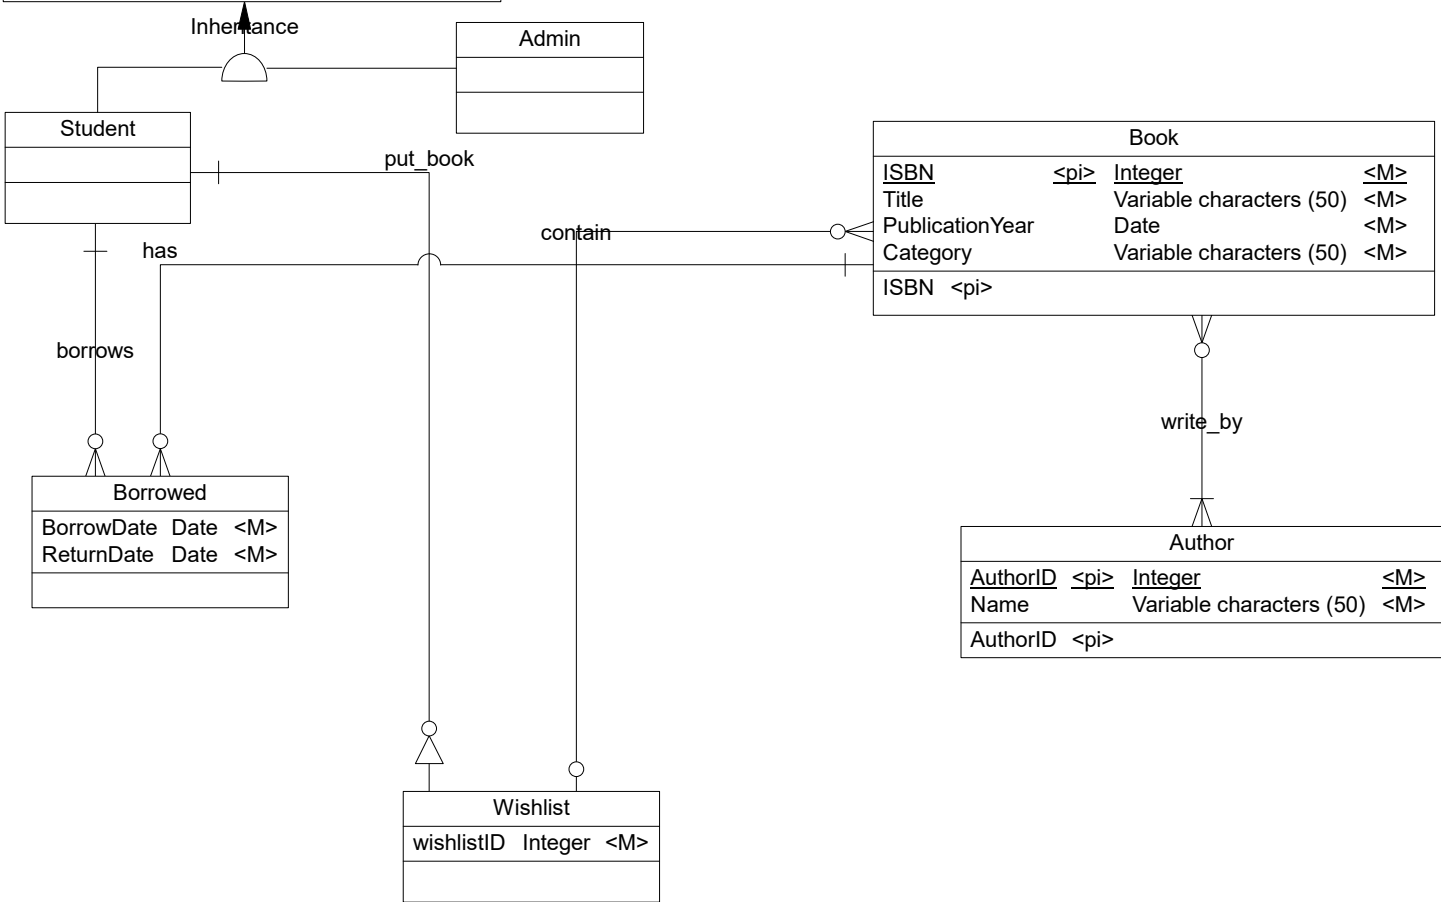 Inheritance
Admin
Student
put_book
Book
ISBN <pi> Integer <M>
Title Variable characters (50) <M>
PublicationYear Date <M>
Category Variable characters (50) <M>
ISBN <pi>
contain
has
borrows
write_by
Borrowed
BorrowDate Date <M>
ReturnDate Date <M>
Author
AuthorID <pi> Integer <M>
Name Variable characters (50) <M>
AuthorID <pi>
Wishlist
wishlistID Integer <M>